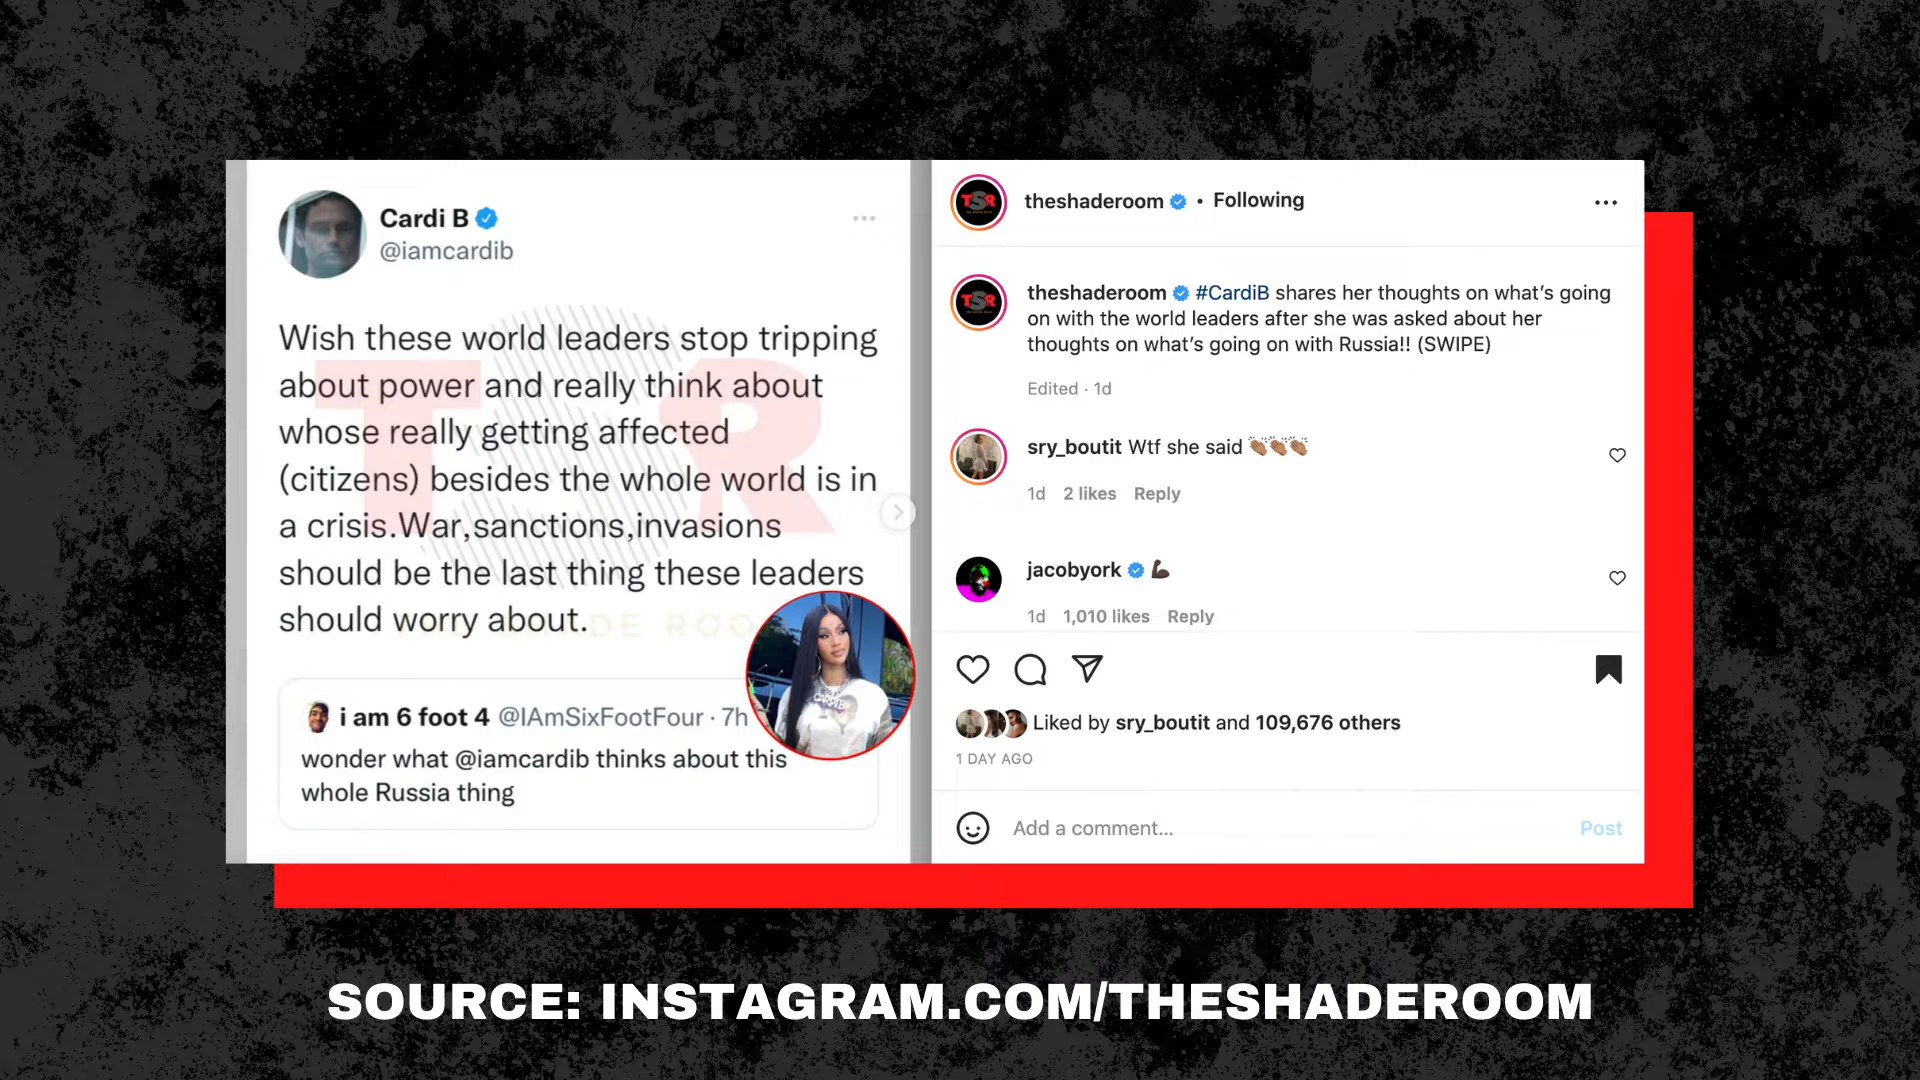 Cardi B
@iamcardib
Wish these world leaders stop tripping
about power and really think about
whose really getting affected
(citizens) besides the whole world is in
a crisis.War,sanctions,invasions
should be the last thing these leaders
should worry about.
i am 6 foot 4 @IAmSixFootFour · 7h
wonder what @iamcardib thinks about this
whole Russia thing
TSR
TSR
theshaderoom • Following
TSR
theshaderoom #CardiB shares her thoughts on what’s going
on with the world leaders after she was asked about her
thoughts on what’s going on with Russia!! (SWIPE)
Edited · 1d
sry_boutit Wtf she said 👏🏽👏🏽👏🏽
1d 2 likes Reply
jacobyork 💪🏿
1d 1,010 likes Reply
Liked by sry_boutit and 109,676 others
1 DAY AGO
Add a comment...
Post
SOURCE: INSTAGRAM.COM/THESHADEROOM